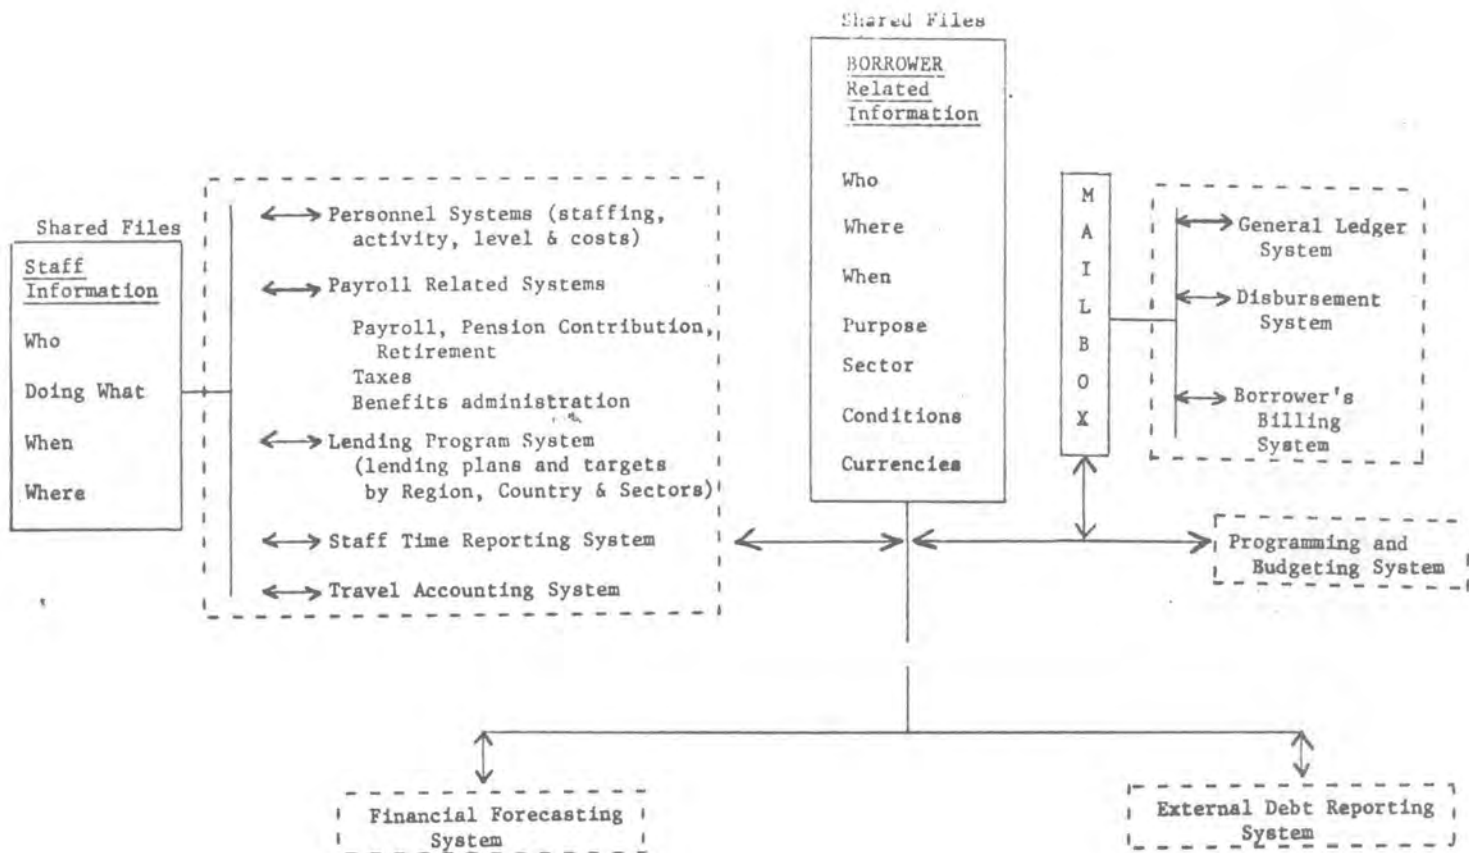 Shared Files
BORROWER
Related
Information
Who
Where
When
Purpose
Sector
Conditions
Currencies
Shared Files
Staff
Information
Who
Doing What
When
Where
Personnel Systems (staffing,
activity, level & costs)
Payroll Related Systems
Payroll, Pension Contribution,
Retirement
Taxes
Benefits administration
Lending Program System
(lending plans and targets
by Region, Country & Sectors)
Staff Time Reporting System
Travel Accounting System
M
A
I
L
B
O
X
General Ledger
System
Disbursement
System
Borrower's
Billing
System
Programming and
Budgeting System
Financial Forecasting
System
External Debt Reporting
System